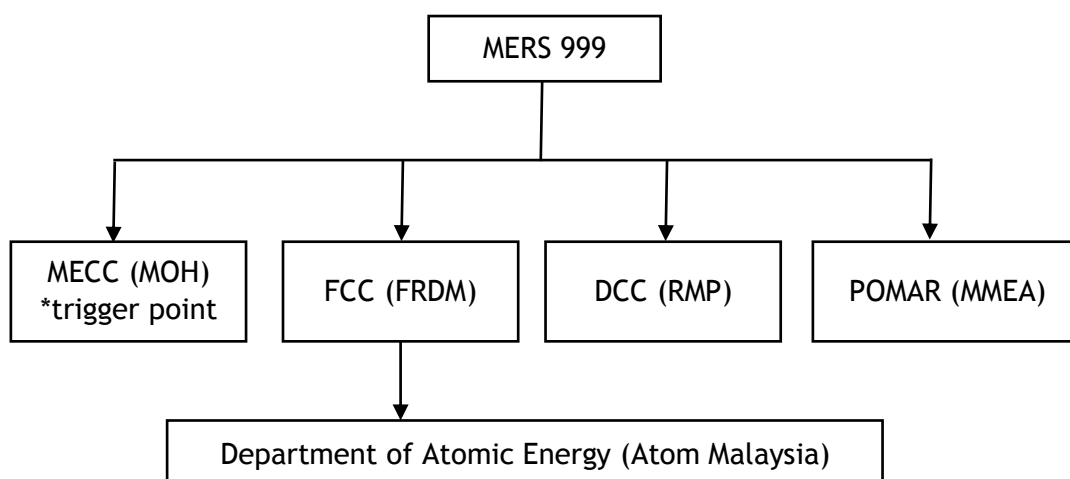 MERS 999
MECC (MOH)
*trigger point
FCC (FRDM)
DCC (RMP)
POMAR (MMEA)
Department of Atomic Energy (Atom Malaysia)